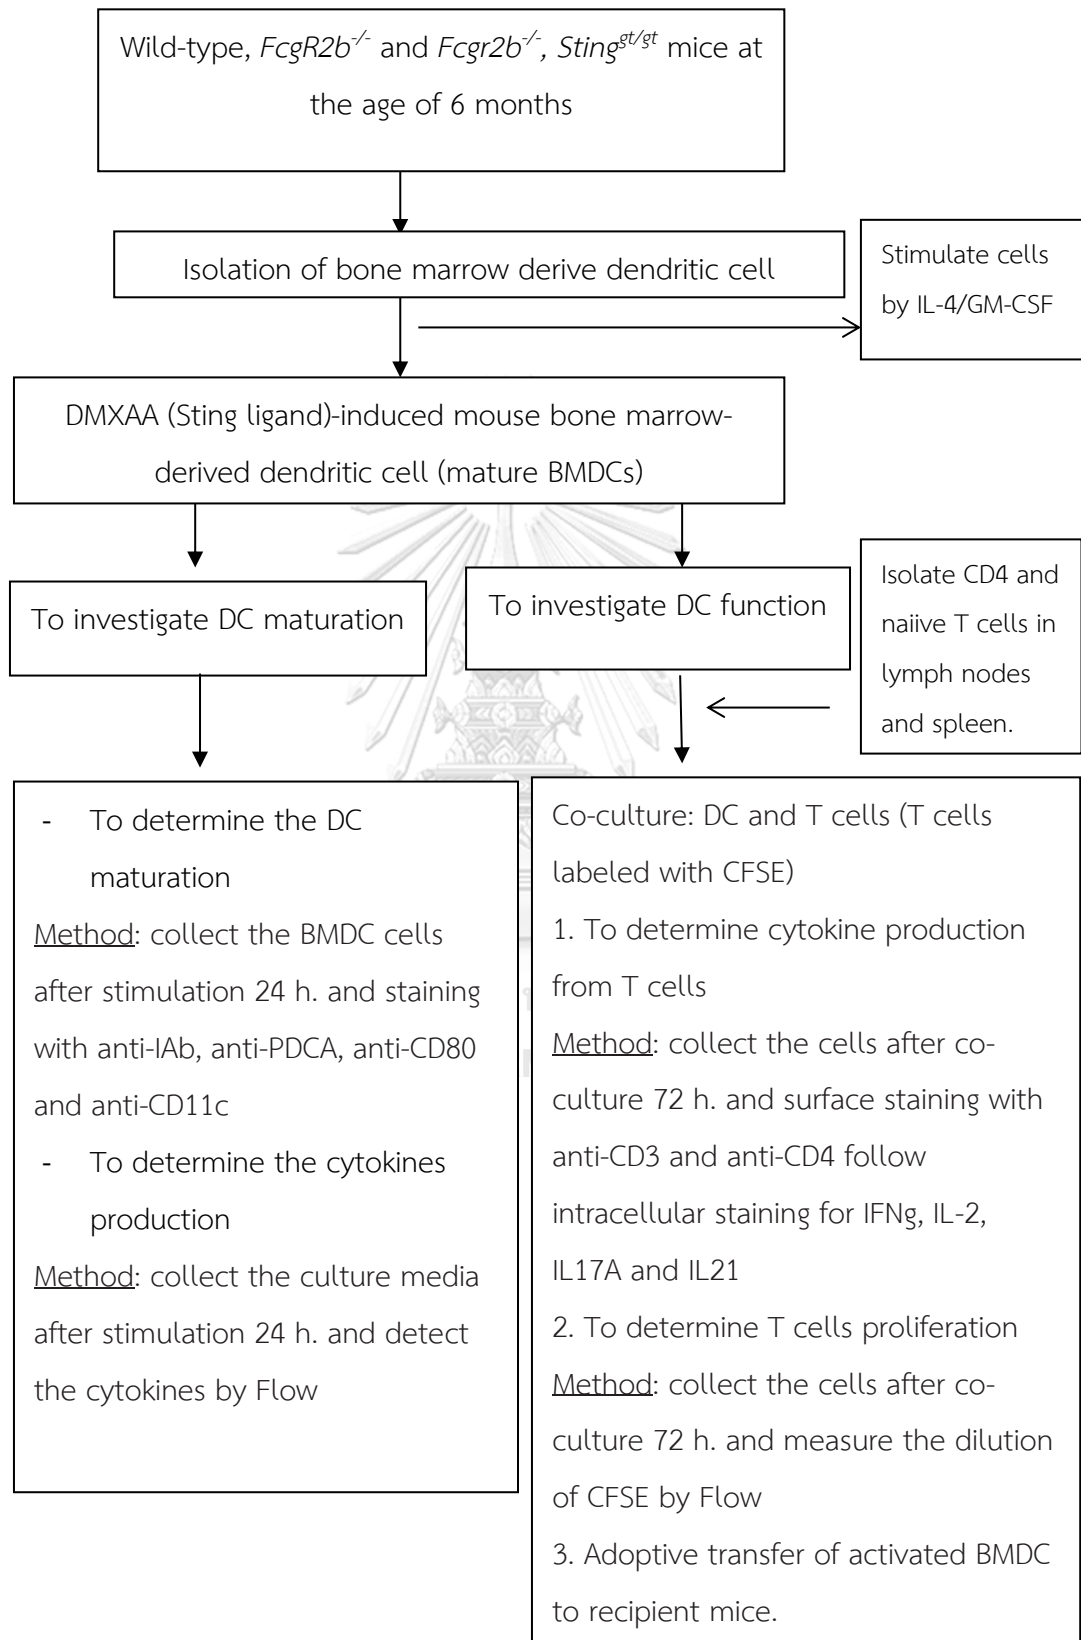 Wild-type, FcgR2b-/- and Fcgr2b-/-, Stinggt/gt mice at
the age of 6 months
Isolation of bone marrow derive dendritic cell
Stimulate cells
by IL-4/GM-CSF
DMXAA (Sting ligand)-induced mouse bone marrow-
derived dendritic cell (mature BMDCs)
To investigate DC maturation
To investigate DC function
Isolate CD4 and
naiive T cells in
lymph nodes
and spleen.
- To determine the DC
maturation
Method: collect the BMDC cells
after stimulation 24 h. and staining
with anti-IAb, anti-PDCA, anti-CD80
and anti-CD11c
- To determine the cytokines
production
Method: collect the culture media
after stimulation 24 h. and detect
the cytokines by Flow
Co-culture: DC and T cells (T cells
labeled with CFSE)
1. To determine cytokine production
from T cells
Method: collect the cells after co-
culture 72 h. and surface staining with
anti-CD3 and anti-CD4 follow
intracellular staining for IFNg, IL-2,
IL17A and IL21
2. To determine T cells proliferation
Method: collect the cells after co-
culture 72 h. and measure the dilution
of CFSE by Flow
3. Adoptive transfer of activated BMDC
to recipient mice.